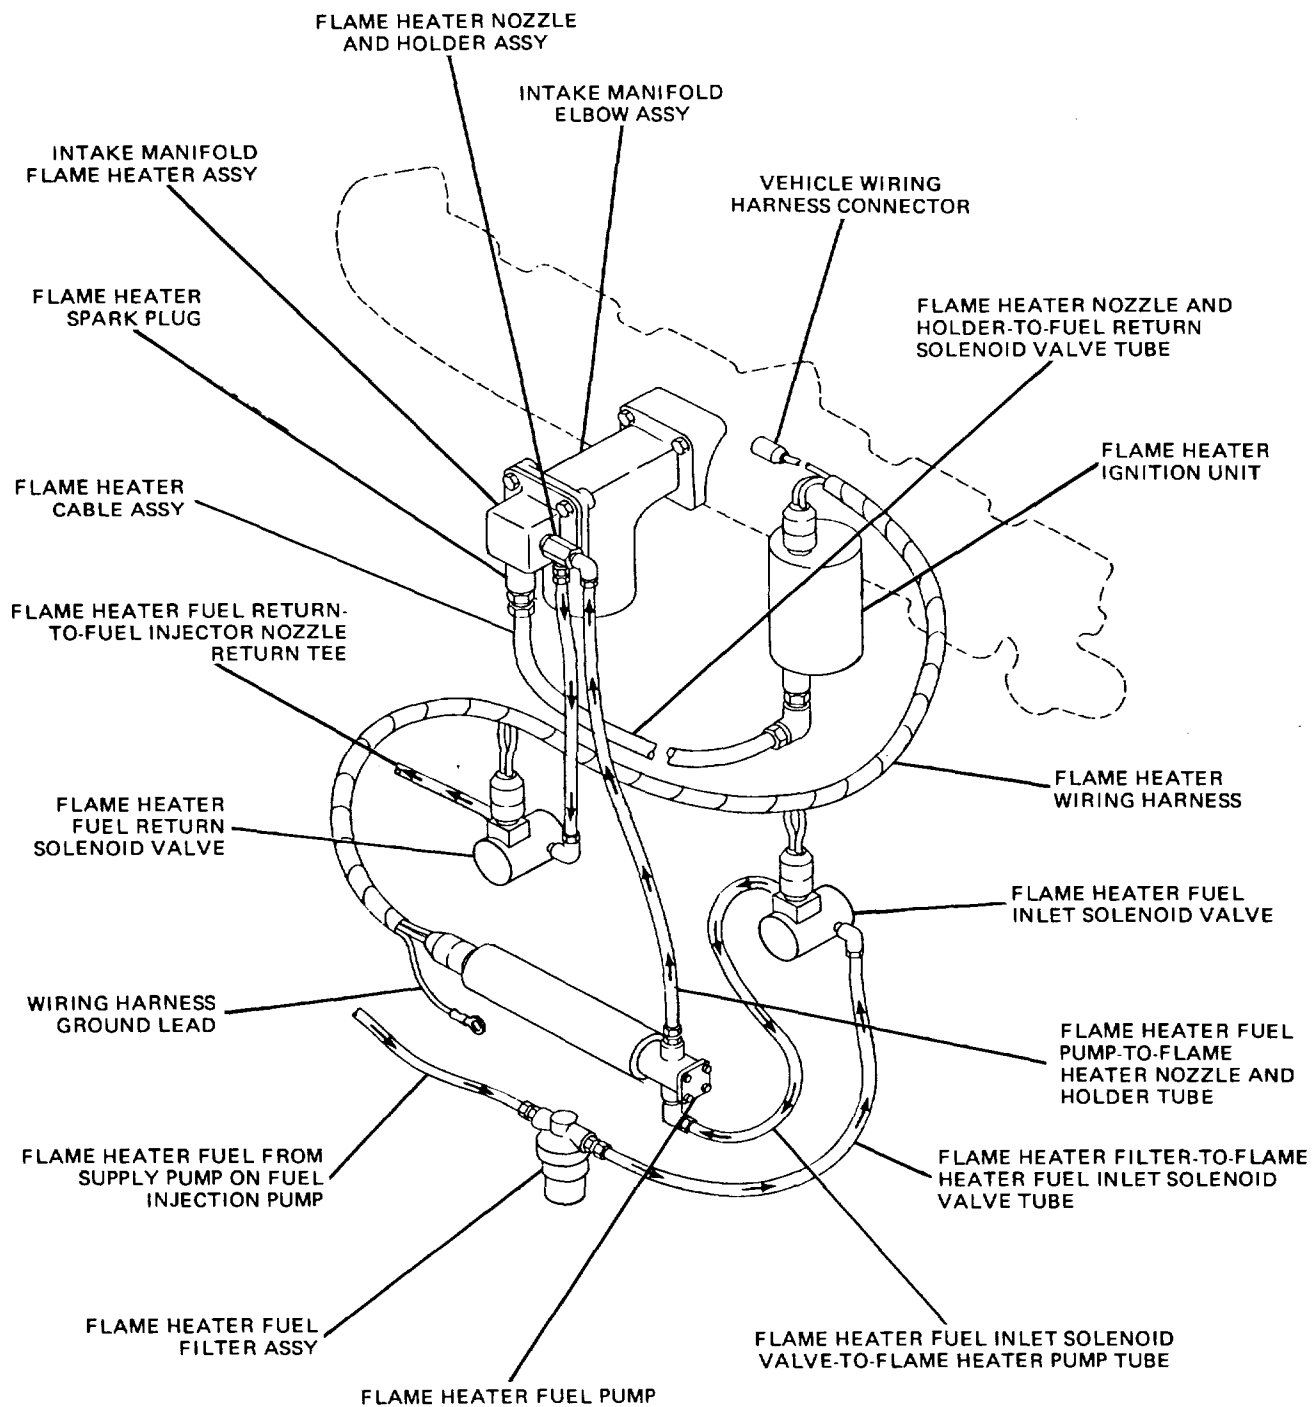 FLAME HEATER NOZZLE
AND HOLDER ASSY
INTAKE MANIFOLD
ELBOW ASSY
INTAKE MANIFOLD
FLAME HEATER ASSY
VEHICLE WIRING
HARNESS CONNECTOR
FLAME HEATER
SPARK PLUG
FLAME HEATER NOZZLE AND
HOLDER-TO-FUEL RETURN
SOLENOID VALVE TUBE
FLAME HEATER
IGNITION UNIT
FLAME HEATER
CABLE ASSY
FLAME HEATER FUEL RETURN-
TO-FUEL INJECTOR NOZZLE
RETURN TEE
FLAME HEATER
WIRING HARNESS
FLAME HEATER
FUEL RETURN
SOLENOID VALVE
FLAME HEATER FUEL
INLET SOLENOID VALVE
WIRING HARNESS
GROUND LEAD
FLAME HEATER FUEL
PUMP-TO-FLAME
HEATER NOZZLE AND
HOLDER TUBE
FLAME HEATER FUEL FROM
SUPPLY PUMP ON FUEL
INJECTION PUMP
FLAME HEATER FILTER-TO-FLAME
HEATER FUEL INLET SOLENOID
VALVE TUBE
FLAME HEATER FUEL
FILTER ASSY
FLAME HEATER FUEL INLET SOLENOID
VALVE-TO-FLAME HEATER PUMP TUBE
FLAME HEATER FUEL PUMP